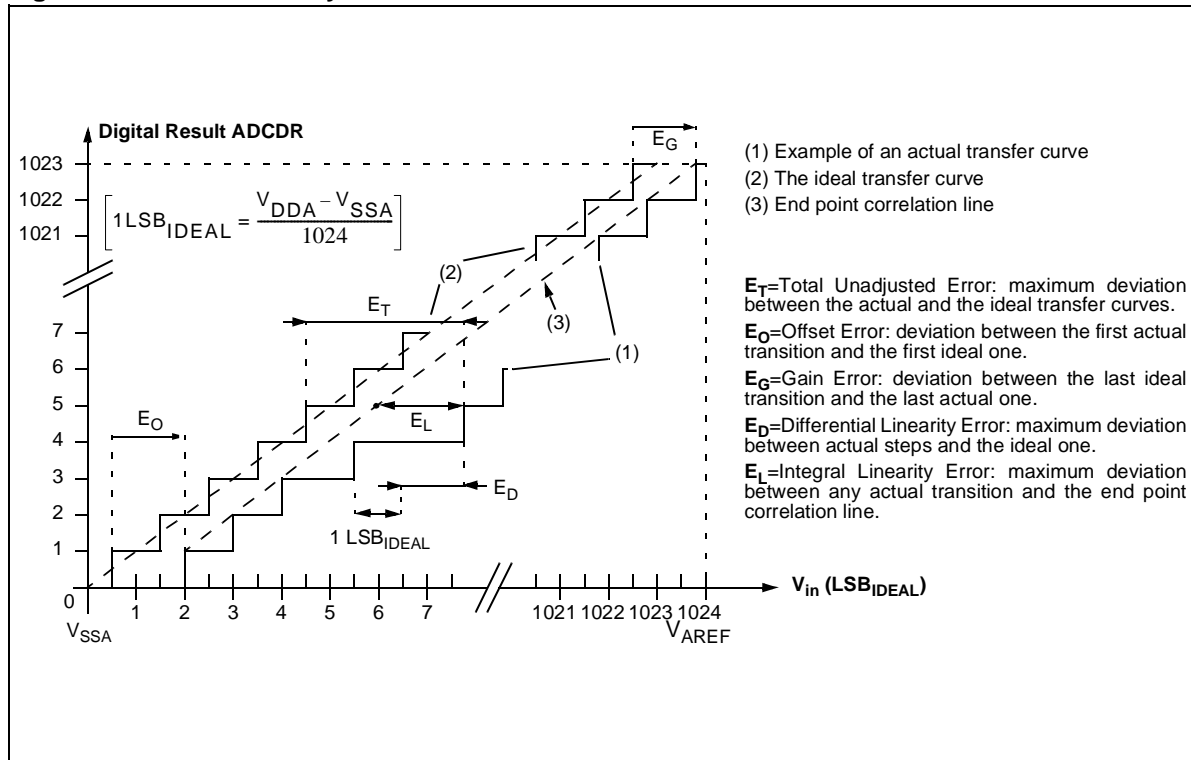 Digital Result ADCDR
1023
1022
1021
7
6
5
4
3
2
1
0
1LSB_IDEAL = (V_DDA – V_SSA) / 1024
E_G
(2)
E_T
(3)
(1)
E_O
E_L
E_D
1 LSB_IDEAL
1 2 3 4 5 6 7 1021 1022 1023 1024
V_in (LSB_IDEAL)
V_SSA
V_AREF
(1) Example of an actual transfer curve
(2) The ideal transfer curve
(3) End point correlation line
E_T=Total Unadjusted Error: maximum deviation
between the actual and the ideal transfer curves.
E_O=Offset Error: deviation between the first actual
transition and the first ideal one.
E_G=Gain Error: deviation between the last ideal
transition and the last actual one.
E_D=Differential Linearity Error: maximum deviation
between actual steps and the ideal one.
E_L=Integral Linearity Error: maximum deviation
between any actual transition and the end point
correlation line.